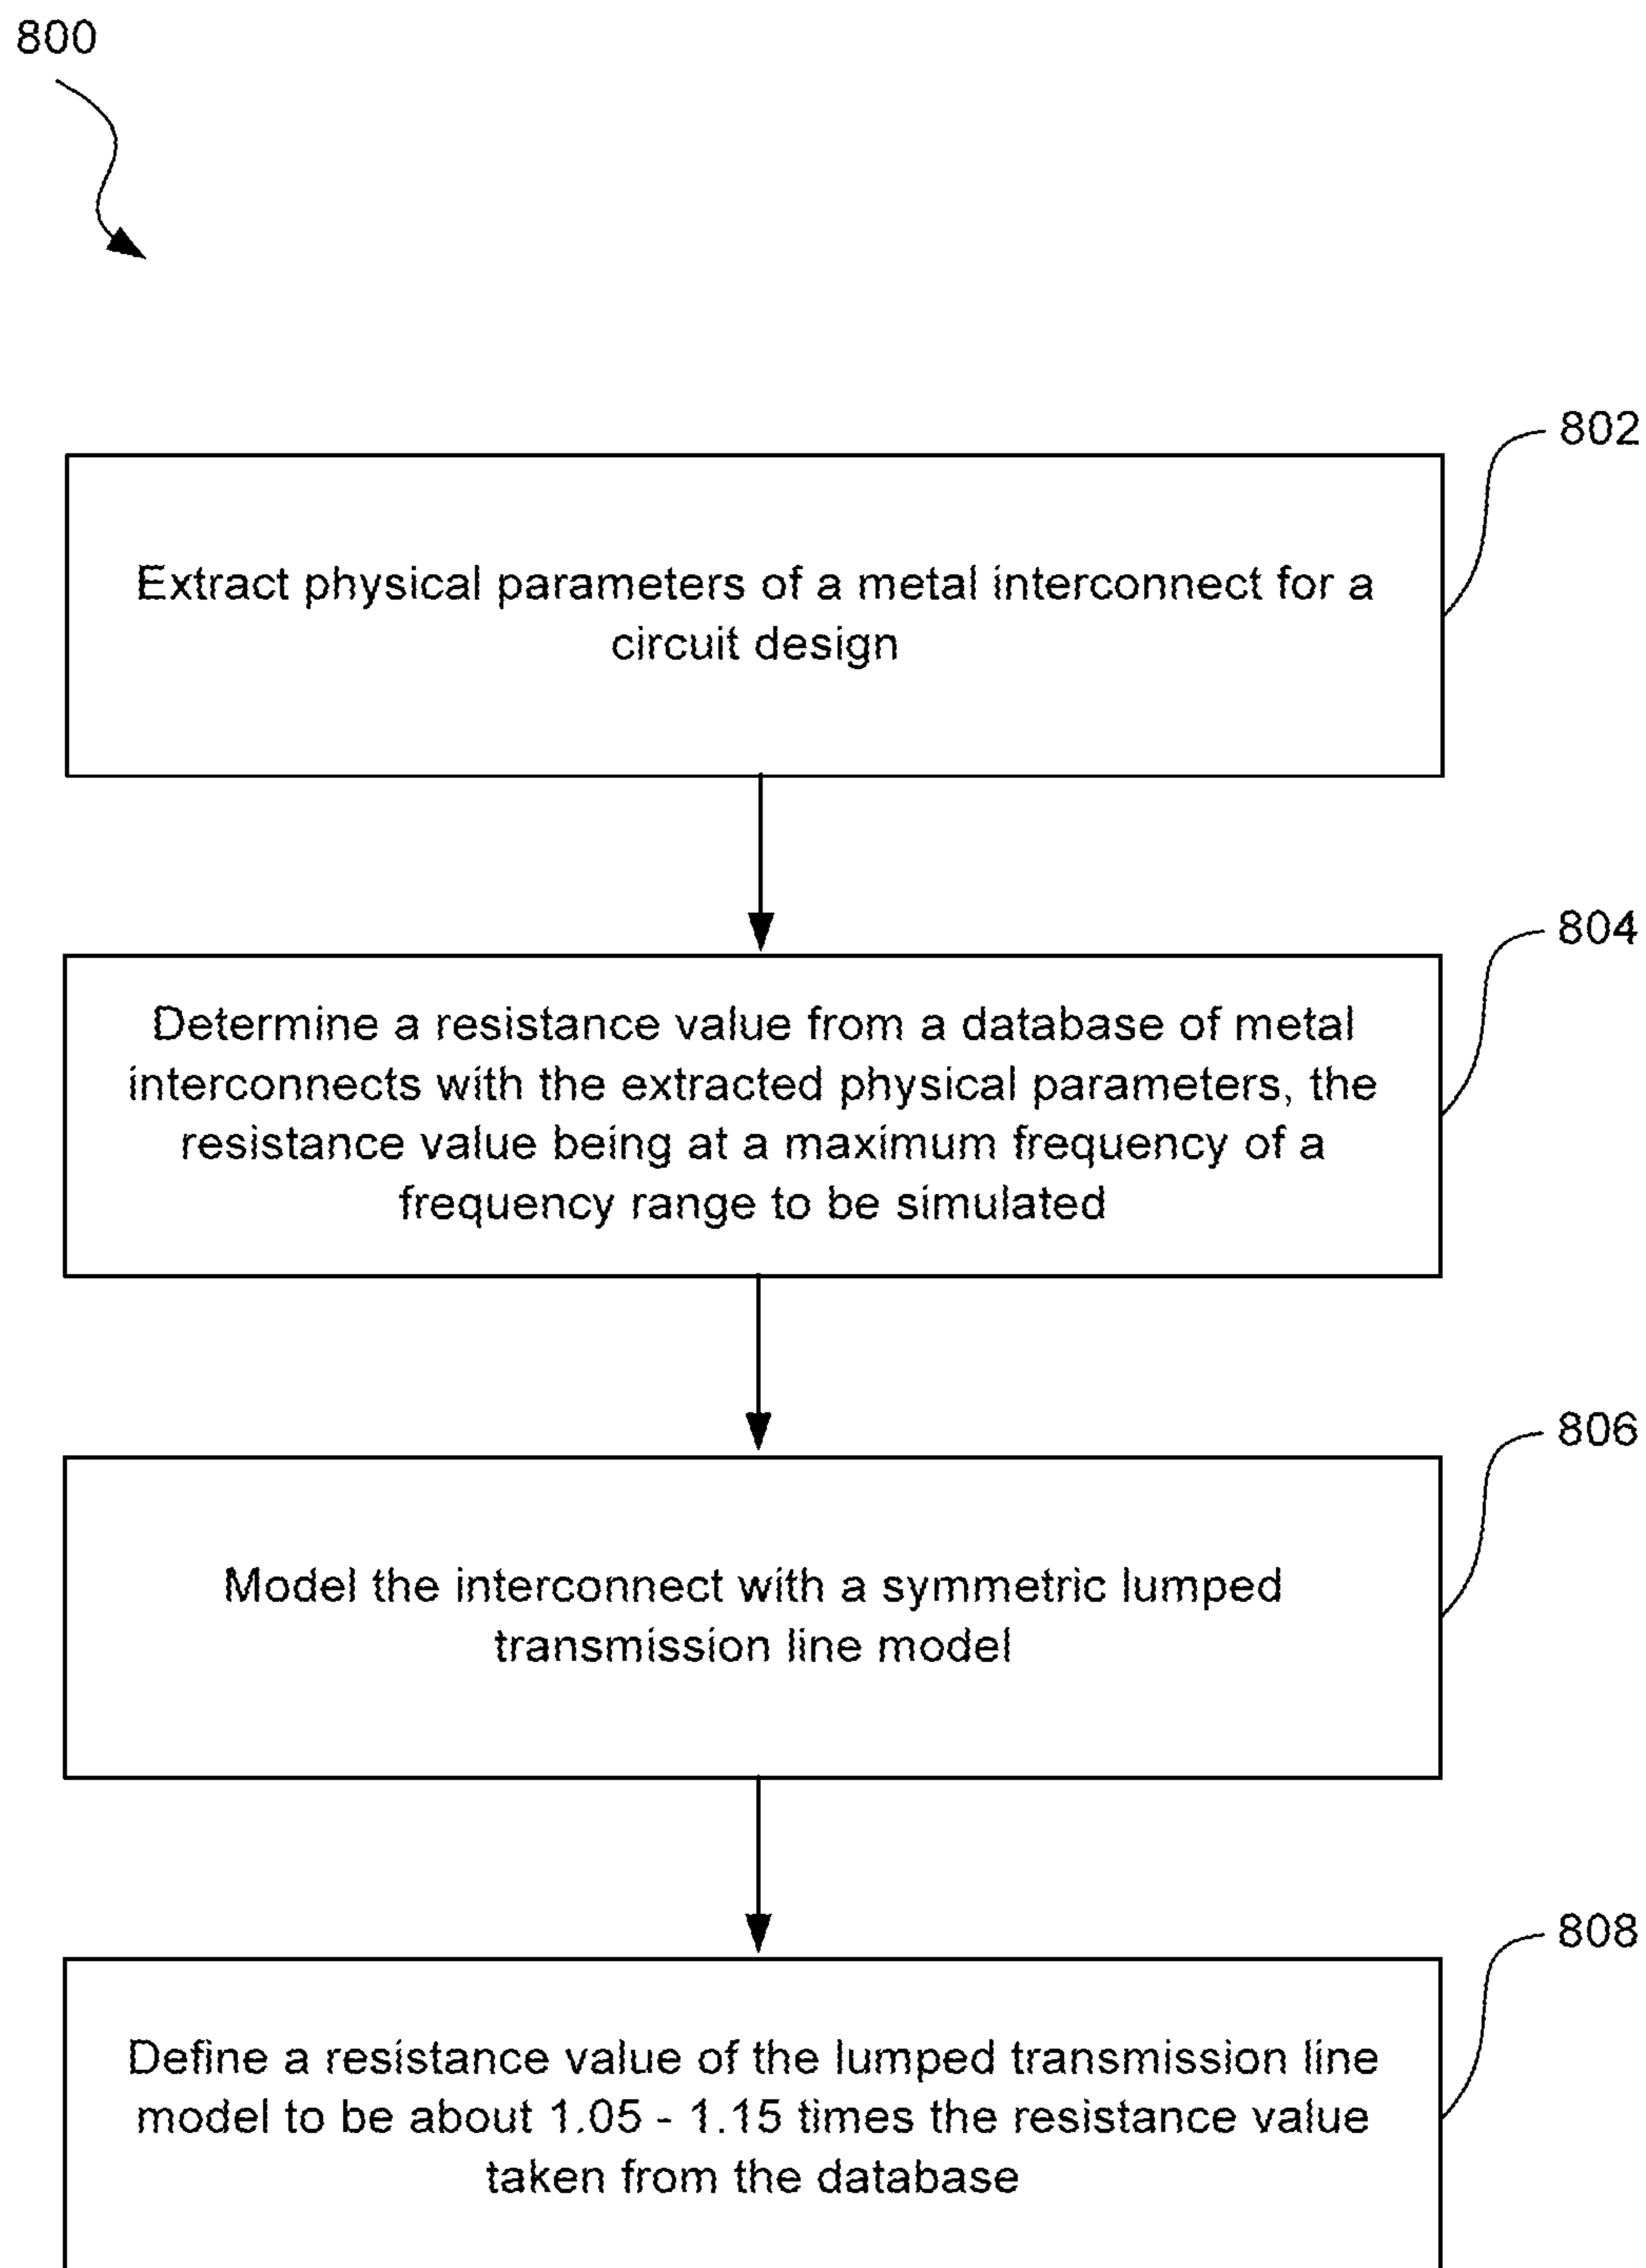 800
802
Extract physical parameters of a metal interconnect for a
circuit design
804
Determine a resistance value from a database of metal
interconnects with the extracted physical parameters, the
resistance value being at a maximum frequency of a
frequency range to be simulated
806
Model the interconnect with a symmetric lumped
transmission line model
808
Define a resistance value of the lumped transmission line
model to be about 1.05 - 1.15 times the resistance value
taken from the database